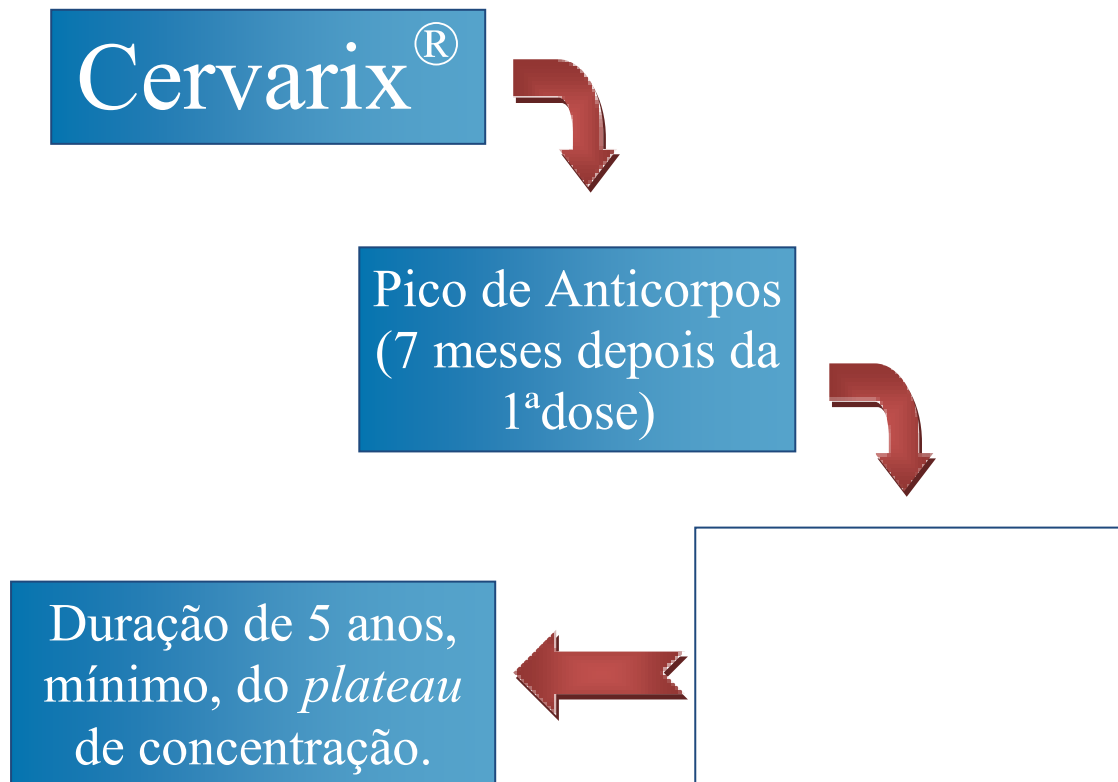 Cervarix®
Pico de Anticorpos
(7 meses depois da
1ªdose)
Duração de 5 anos,
mínimo, do plateau
de concentração.